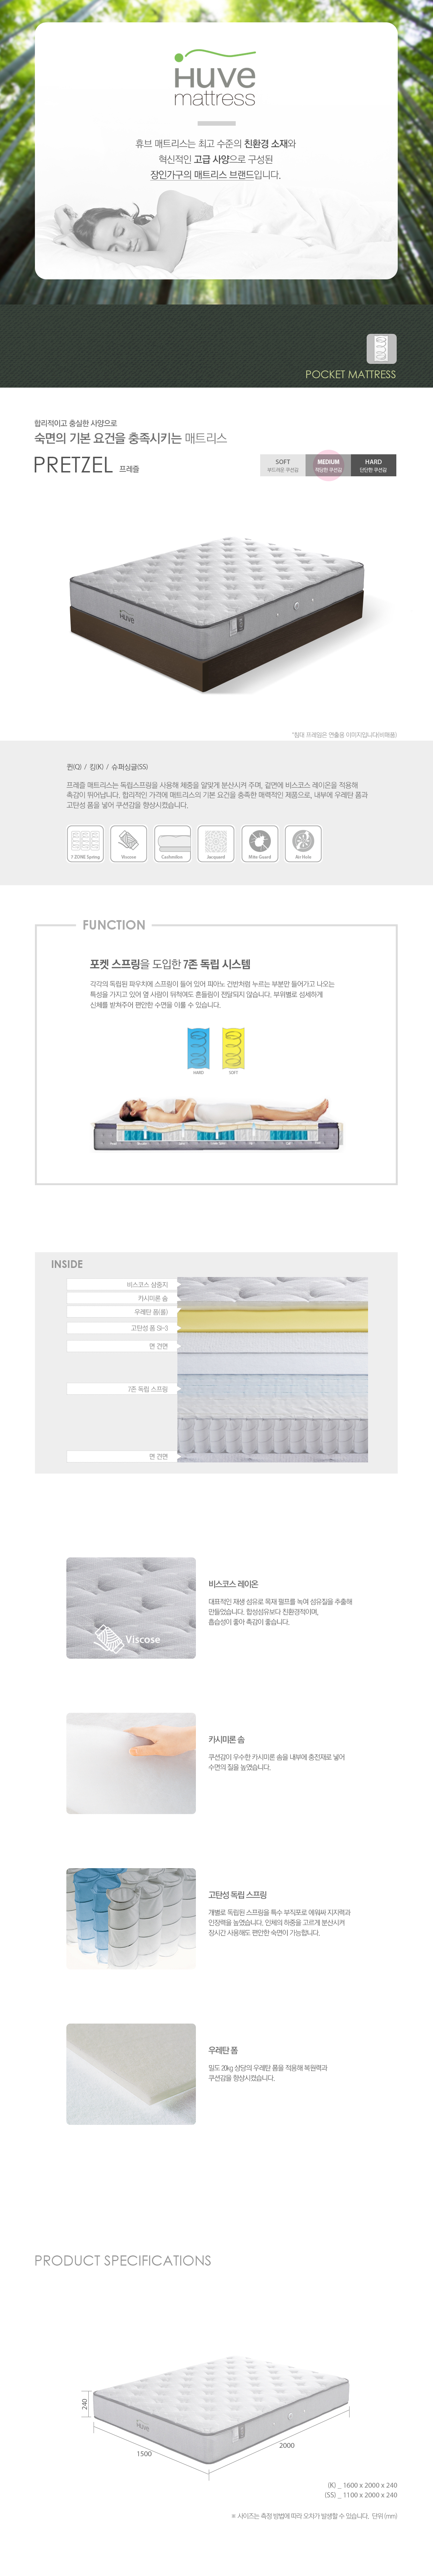 Huve
mattress
휴브 매트리스는 최고 수준의 친환경 소재와
혁신적인 고급 사양으로 구성된
장인가구의 매트리스 브랜드입니다.
POCKET MATTRESS
합리적이고 충실한 사양으로
숙면의 기본 요건을 충족시키는 매트리스
PRETZEL 프레즐
SOFT
부드러운 쿠션감
MEDIUM
적당한 쿠션감
HARD
단단한 쿠션감
Huve
*침대 프레임은 연출용 이미지입니다(비매품)
퀸(Q) / 킹(K) / 슈퍼싱글(SS)
프레즐 매트리스는 독립스프링을 사용해 체중을 알맞게 분산시켜 주며, 겉면에 비스코스 레이온을 적용해
촉감이 뛰어납니다. 합리적인 가격에 매트리스의 기본 요건을 충족한 매력적인 제품으로, 내부에 우레탄 폼과
고탄성 폼을 넣어 쿠션감을 향상시켰습니다.
7 ZONE Spring
Viscose
Cashmilon
Jacquard
Mite Guard
Air Hole
FUNCTION
포켓 스프링을 도입한 7존 독립 시스템
각각의 독립된 파우치에 스프링이 들어 있어 피아노 건반처럼 누르는 부분만 들어가고 나오는
특성을 가지고 있어 옆 사람이 뒤척여도 흔들림이 전달되지 않습니다. 부위별로 섬세하게
신체를 받쳐주어 편안한 수면을 이룰 수 있습니다.
HARD
SOFT
INSIDE
비스코스 삼중지
카시미론 솜
우레탄 폼(롤)
고탄성 폼 SI-3
면 견면
7존 독립 스프링
면 견면
Viscose
비스코스 레이온
대표적인 재생 섬유로 목재 펄프를 녹여 섬유질을 추출해
만들었습니다. 합성섬유보다 친환경적이며,
흡습성이 좋아 촉감이 좋습니다.
카시미론 솜
쿠션감이 우수한 카시미론 솜을 내부에 충전재로 넣어
수면의 질을 높였습니다.
고탄성 독립 스프링
개별로 독립된 스프링을 특수 부직포로 에워싸 지지력과
안정력을 높였습니다. 인체의 하중을 고르게 분산시켜
장시간 사용해도 편안한 숙면이 가능합니다.
우레탄 폼
밀도 20kg 상당의 우레탄 폼을 적용해 복원력과
쿠션감을 향상시켰습니다.
PRODUCT SPECIFICATIONS
240
Huve
1500
2000
(K) _ 1600 x 2000 x 240
(SS) _ 1100 x 2000 x 240
※ 사이즈는 측정 방법에 따라 오차가 발생할 수 있습니다. 단위 (mm)